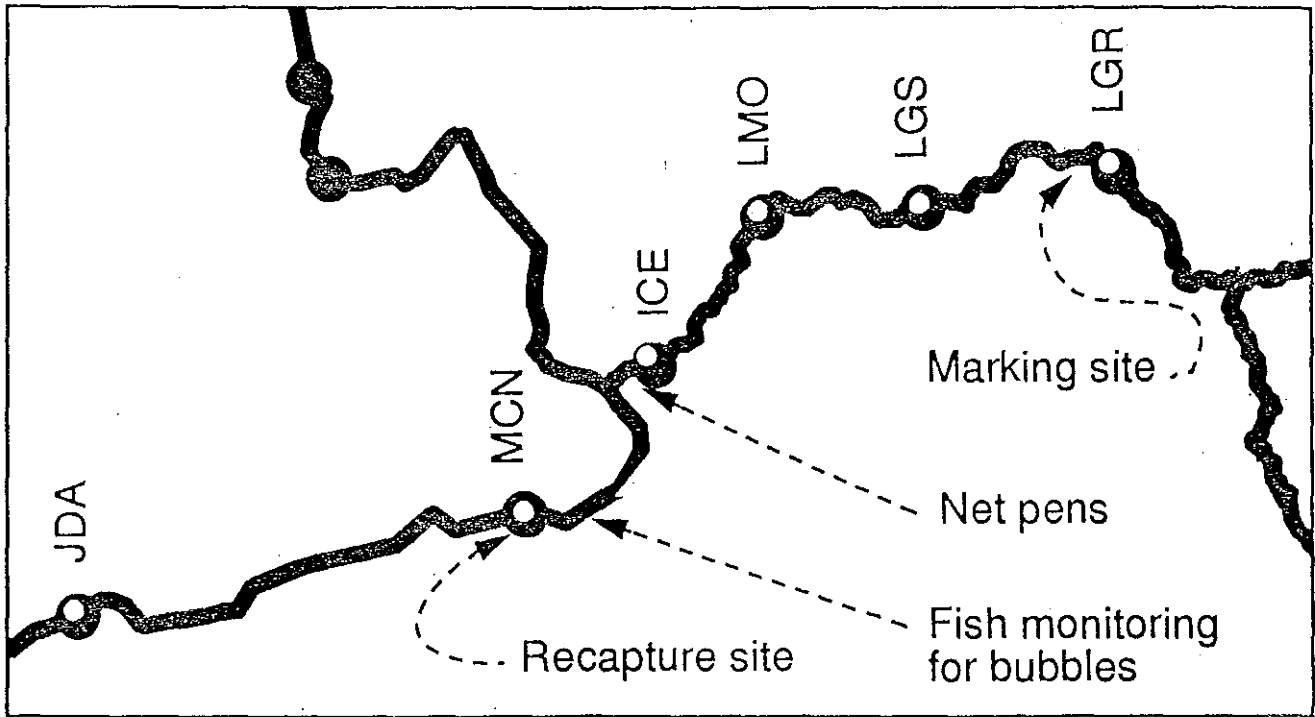 LGR
LMO
LGS
ICE
Marking site
MCN
Net pens
JDA
Fish monitoring
for bubbles
Recapture site